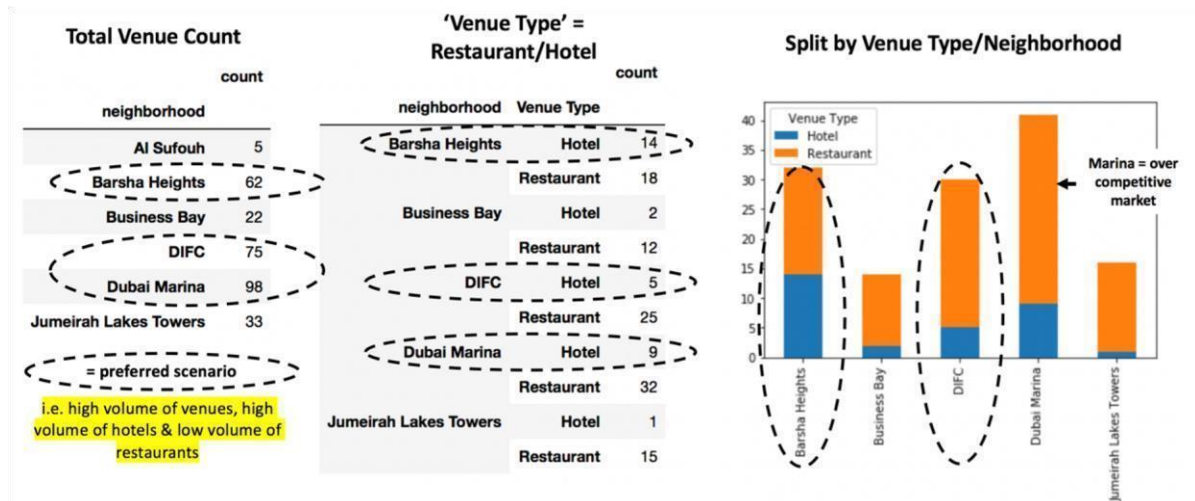 Total Venue Count
count
neighborhood
Al Sufouh 5
Barsha Heights 62
Business Bay 22
DIFC 75
Dubai Marina 98
Jumeirah Lakes Towers 33
= preferred scenario
i.e. high volume of venues, high
volume of hotels & low volume of
restaurants
‘Venue Type’ =
Restaurant/Hotel
count
neighborhood Venue Type
Barsha Heights Hotel 14
Restaurant 18
Business Bay Hotel 2
Restaurant 12
DIFC Hotel 5
Restaurant 25
Dubai Marina Hotel 9
Restaurant 32
Jumeirah Lakes Towers Hotel 1
Restaurant 15
Split by Venue Type/Neighborhood
Venue Type
Hotel
Restaurant
Marina = over
competitive
market
40
35
30
25
20
15
10
5
0
Barsha Heights
Business Bay
DIFC
Dubai Marina
Jumeirah Lakes Towers